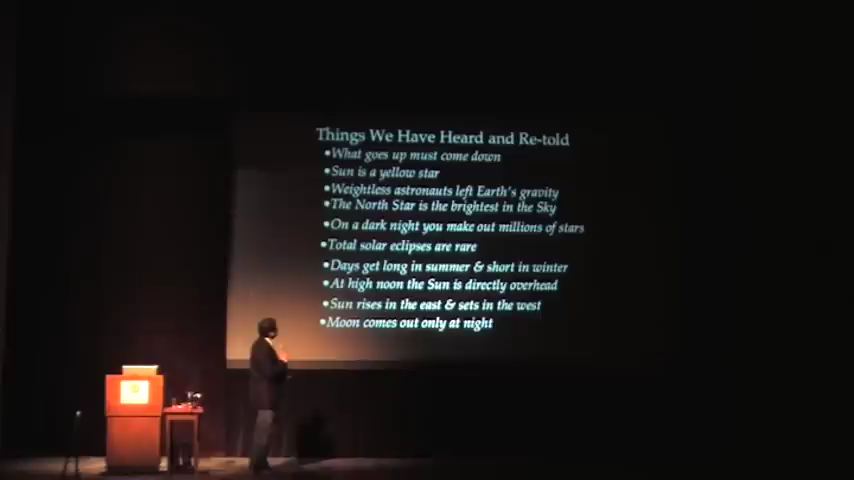 Things We Have Heard and Re-told
•What goes up must come down
•Sun is a yellow star
•Weightless astronauts left Earth's gravity
•The North Star is the brightest in the Sky
•On a dark night you make out millions of stars
•Total solar eclipses are rare
•Days get long in summer & short in winter
•At high noon the Sun is directly overhead
•Sun rises in the east & sets in the west
•Moon comes out only at night